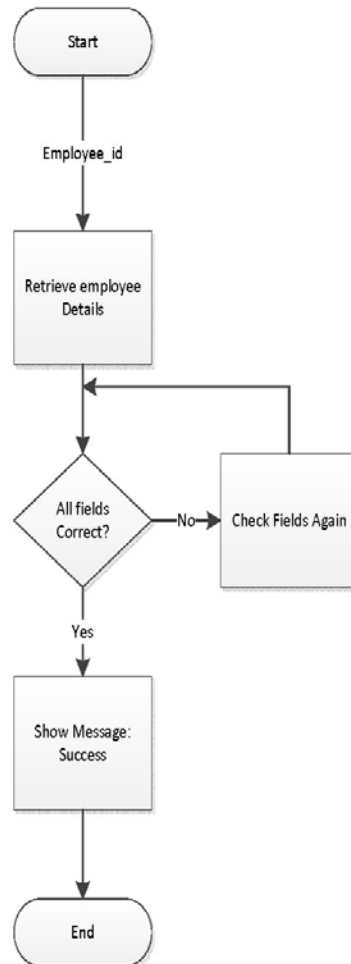 Start
Employee_id
Retrieve employee
Details
All fields
Correct?
No
Check Fields Again
Yes
Show Message:
Success
End